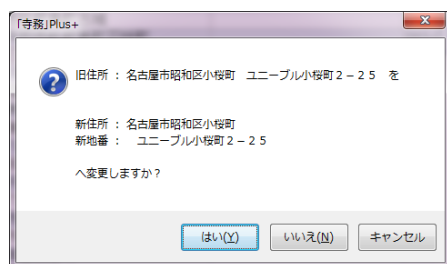 「寺務」Plus+
旧住所 : 名古屋市昭和区小桜町 ユニーブル小桜町2-25 を
新住所 : 名古屋市昭和区小桜町
新地番 : ユニーブル小桜町2-25
へ変更しますか?
はい(Y) いいえ(N) キャンセル